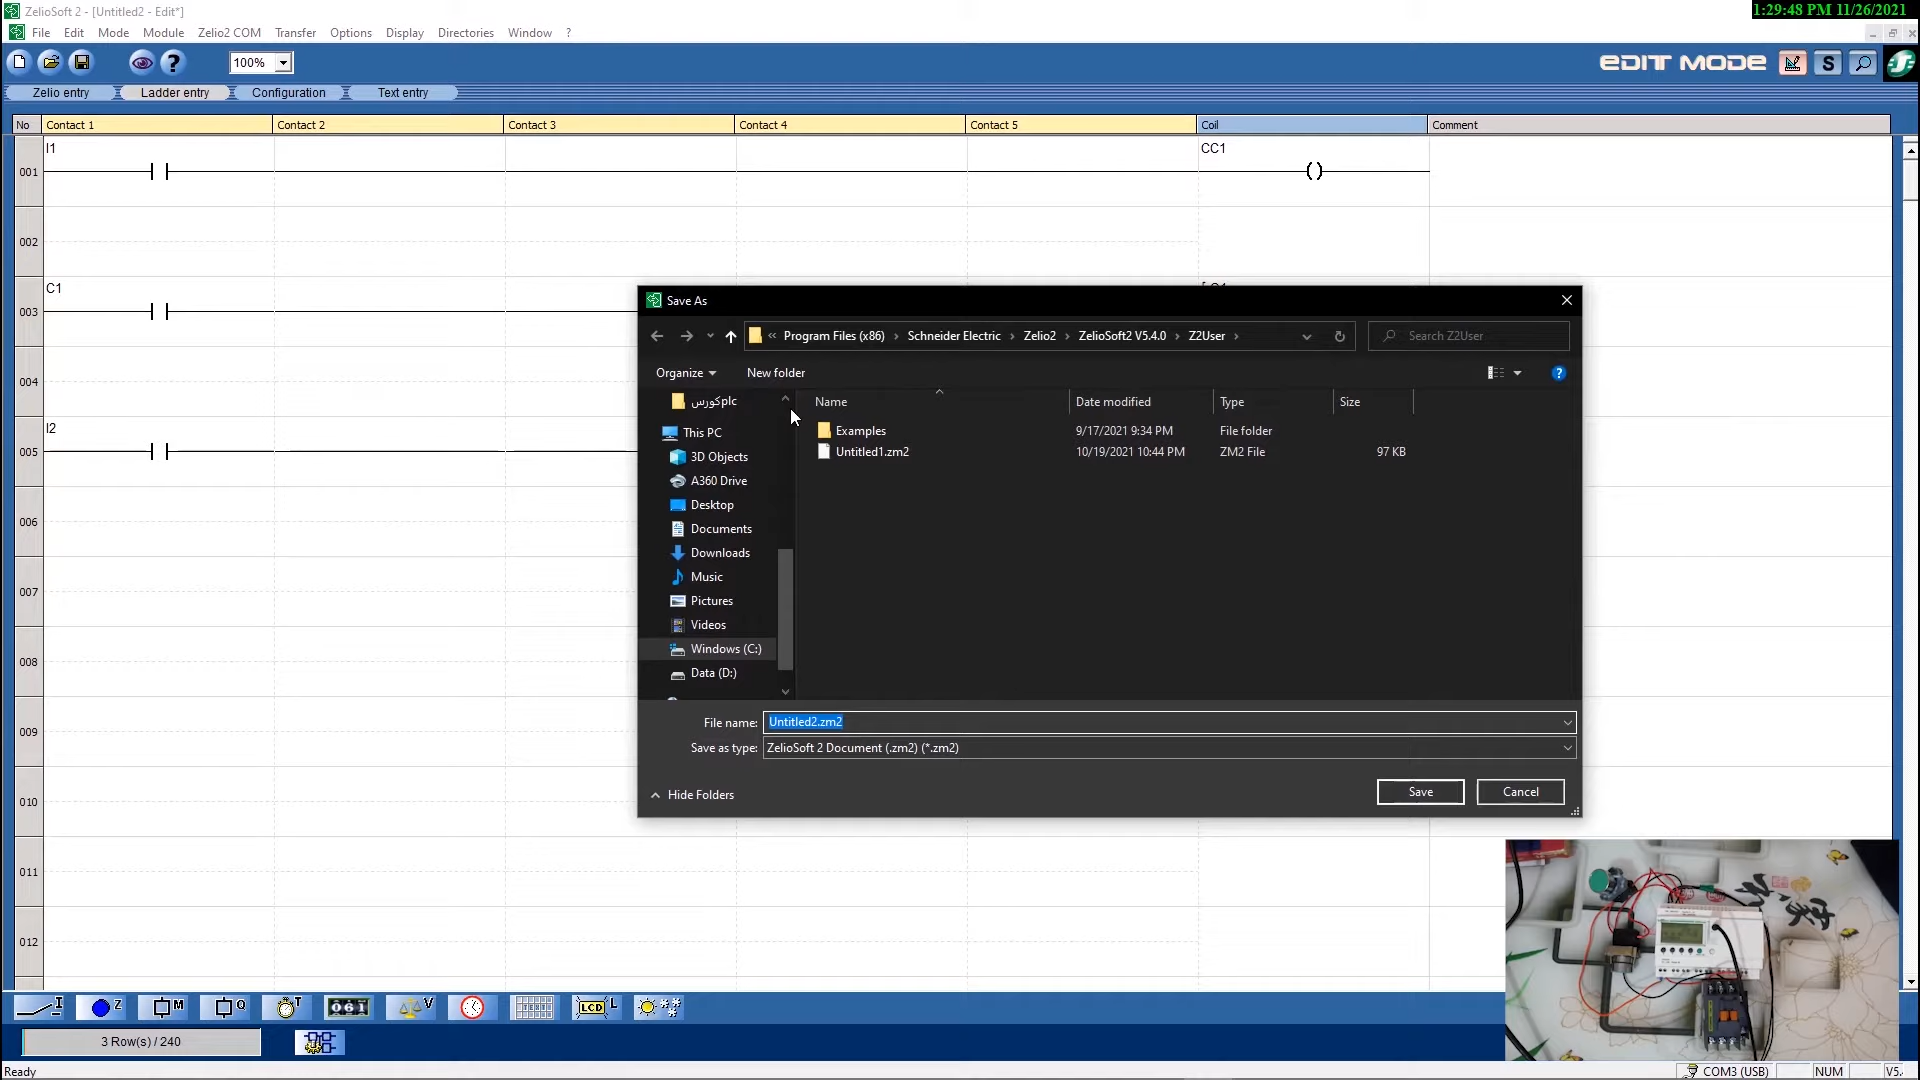 ZelioSoft 2 - [Untitled2 - Edit*]
1:29:48 PM 11/26/2021
File Edit Mode Module Zelio2 COM Transfer Options Display Directories Window ?
100%
EDIT MODE
S
Zelio entry Ladder entry Configuration Text entry
No Contact 1 Contact 2 Contact 3 Contact 4 Contact 5 Coil Comment
I1
CC1
001
002
C1
003
004
I2
005
006
007
008
009
010
011
012
Save As
« Program Files (x86) › Schneider Electric › Zelio2 › ZelioSoft2 V5.4.0 › Z2User ›
Search Z2User
Organize New folder
كورسplc
This PC
3D Objects
A360 Drive
Desktop
Documents
Downloads
Music
Pictures
Videos
Windows (C:)
Data (D:)
Name Date modified Type Size
Examples 9/17/2021 9:34 PM File folder
Untitled1.zm2 10/19/2021 10:44 PM ZM2 File 97 KB
File name: Untitled2.zm2
Save as type: ZelioSoft 2 Document (.zm2) (*.zm2)
Hide Folders
Save Cancel
I Z M Q T 061 V TEXT LCD L
3 Row(s) / 240
Ready
COM3 (USB) NUM V5.